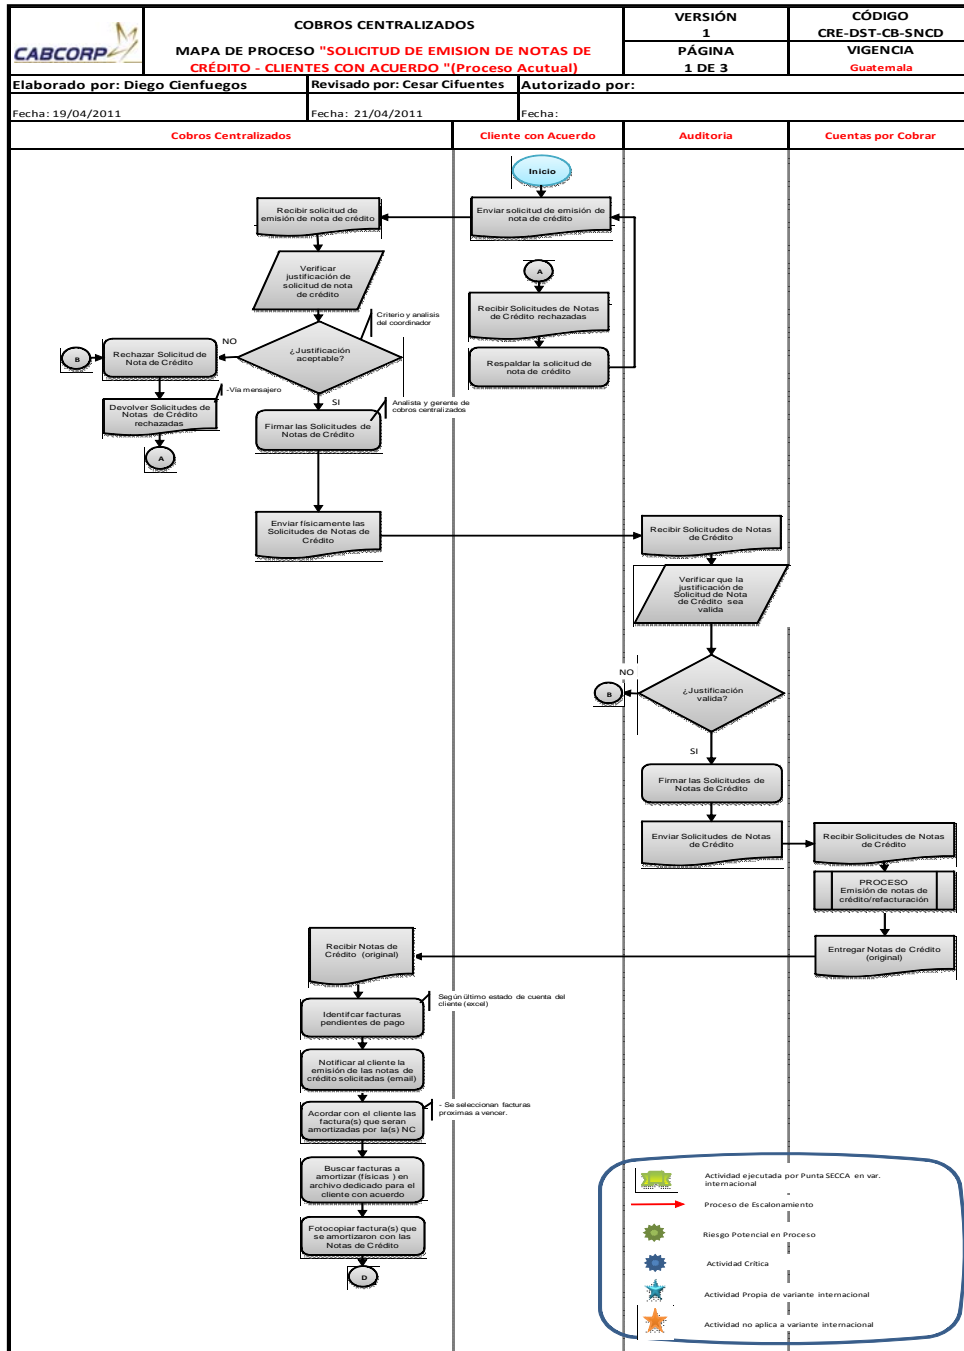 CABCORP
COBROS CENTRALIZADOS
MAPA DE PROCESO "SOLICITUD DE EMISION DE NOTAS DE
CRÉDITO - CLIENTES CON ACUERDO "(Proceso Acutual)
VERSIÓN
1
PÁGINA
1 DE 3
CÓDIGO
CRE-DST-CB-SNCD
VIGENCIA
Guatemala
Elaborado por: Diego Cienfuegos
Revisado por: Cesar Cifuentes
Autorizado por:
Fecha: 19/04/2011
Fecha: 21/04/2011
Fecha:
Cobros Centralizados
Cliente con Acuerdo
Auditoria
Cuentas por Cobrar
Inicio
Recibir solicitud de
emisión de nota de crédito
Enviar solicitud de emisión de
nota de crédito
Verificar
justificación de
solicitud de nota
de crédito
A
Recibir Solicitudes de Notas
de Crédito rechazadas
Criterio y analisis
del coordinador
B
Rechazar Solicitud de
Nota de Crédito
NO
¿Justificación
aceptable?
Respaldar la solicitud de
nota de crédito
-Vía mensajero
SI
Devolver Solicitudes de
Notas de Crédito
rechazadas
Analista y gerente de
cobros centralizados
Firmar las Solicitudes de
Notas de Crédito
A
Enviar físicamente las
Solicitudes de Notas de
Crédito
Recibir Solicitudes de Notas
de Crédito
Verificar que la
justificación de
Solicitud de Nota
de Crédito sea
valida
NO
B
¿Justificación
valida?
SI
Firmar las Solicitudes de
Notas de Crédito
Enviar Solicitudes de Notas
de Crédito
Recibir Solicitudes de Notas
de Crédito
PROCESO
Emisión de notas de
crédito/refacturación
Recibir Notas de
Crédito (original)
Entregar Notas de Crédito
(original)
Según último estado de cuenta del
cliente (excel)
Identifcar facturas
pendientes de pago
Notificar al cliente la
emisión de las notas de
crédito solicitadas (email)
- Se seleccionan facturas
proximas a vencer.
Acordar con el cliente las
factura(s) que seran
amortizadas por la(s) NC
Buscar facturas a
amortizar (físicas ) en
archivo dedicado para el
cliente con acuerdo
Fotocopiar factura(s) que
se amortizaron con las
Notas de Crédito
D
Actividad ejecutada por Punta SECCA en var.
internacional
Proceso de Escalonamiento
Riesgo Potencial en Proceso
Actividad Crítica
Actividad Propia de variante internacional
Actividad no aplica a variante internacional